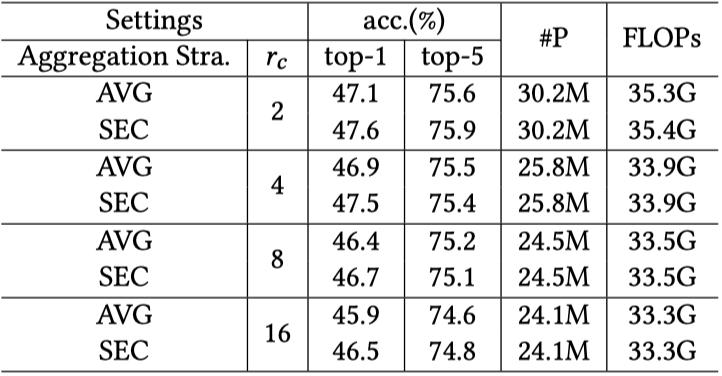 Settings acc.(%) #P FLOPs
Aggregation Stra. r_c top-1 top-5
AVG 2 47.1 75.6 30.2M 35.3G
SEC 47.6 75.9 30.2M 35.4G
AVG 4 46.9 75.5 25.8M 33.9G
SEC 47.5 75.4 25.8M 33.9G
AVG 8 46.4 75.2 24.5M 33.5G
SEC 46.7 75.1 24.5M 33.5G
AVG 16 45.9 74.6 24.1M 33.3G
SEC 46.5 74.8 24.1M 33.3G